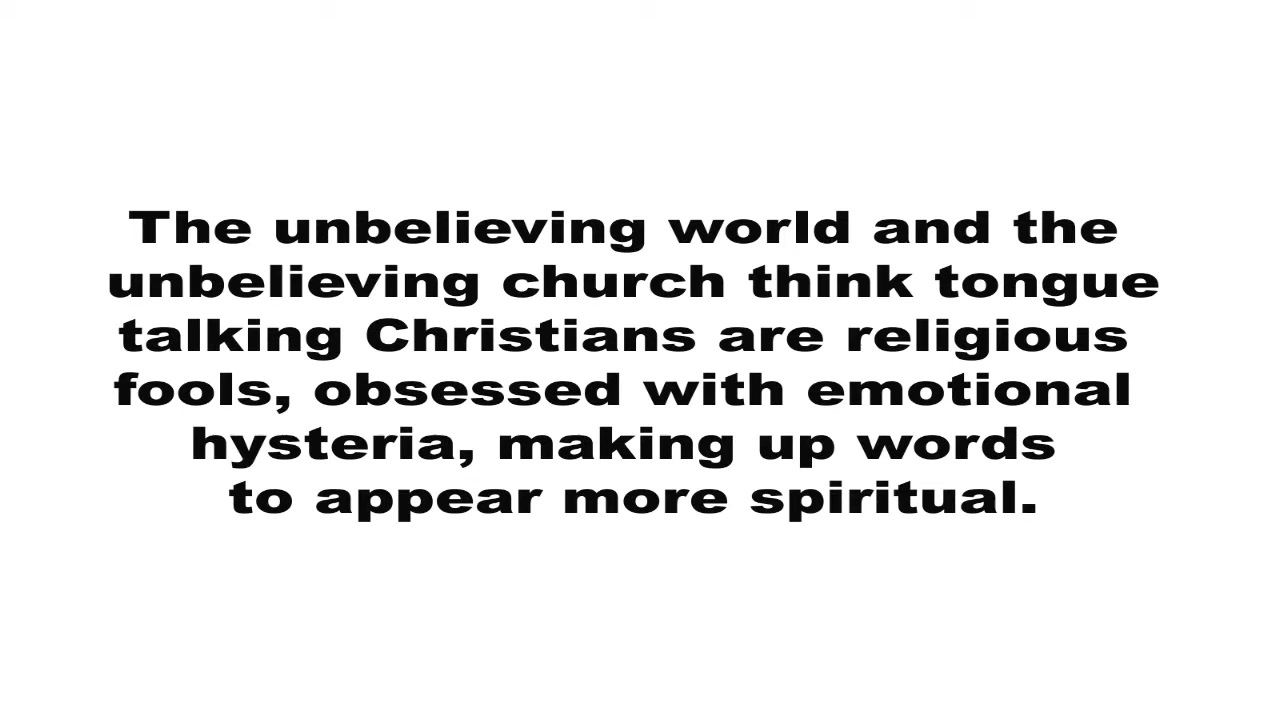 The unbelieving world and the
unbelieving church think tongue
talking Christians are religious
fools, obsessed with emotional
hysteria, making up words
to appear more spiritual.